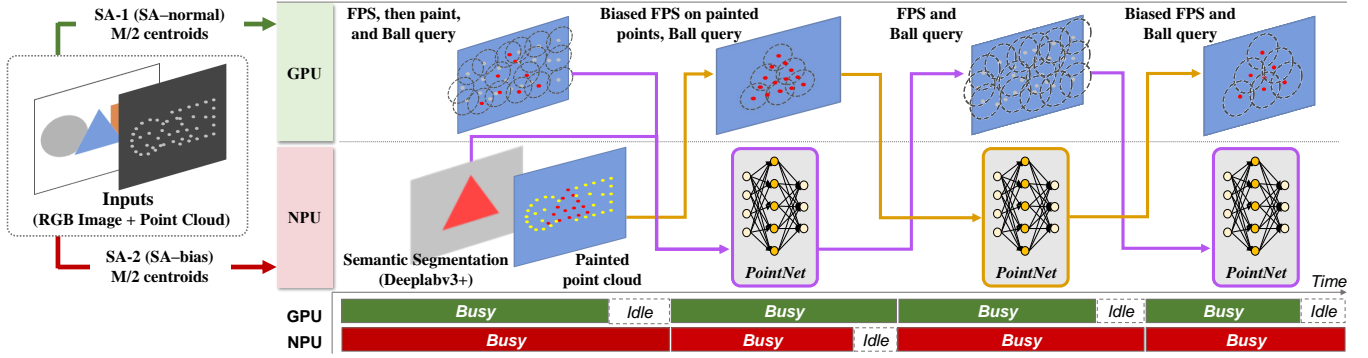 SA-1 (SA–normal)
M/2 centroids
Inputs
(RGB Image + Point Cloud)
SA-2 (SA–bias)
M/2 centroids
GPU
NPU
FPS, then paint,
and Ball query
Biased FPS on painted
points, Ball query
FPS and
Ball query
Biased FPS and
Ball query
Semantic Segmentation
(Deeplabv3+)
Painted
point cloud
PointNet
PointNet
PointNet
Time
GPU
Busy
Idle
Busy
Busy
Idle
Busy
Idle
NPU
Busy
Busy
Idle
Busy
Busy